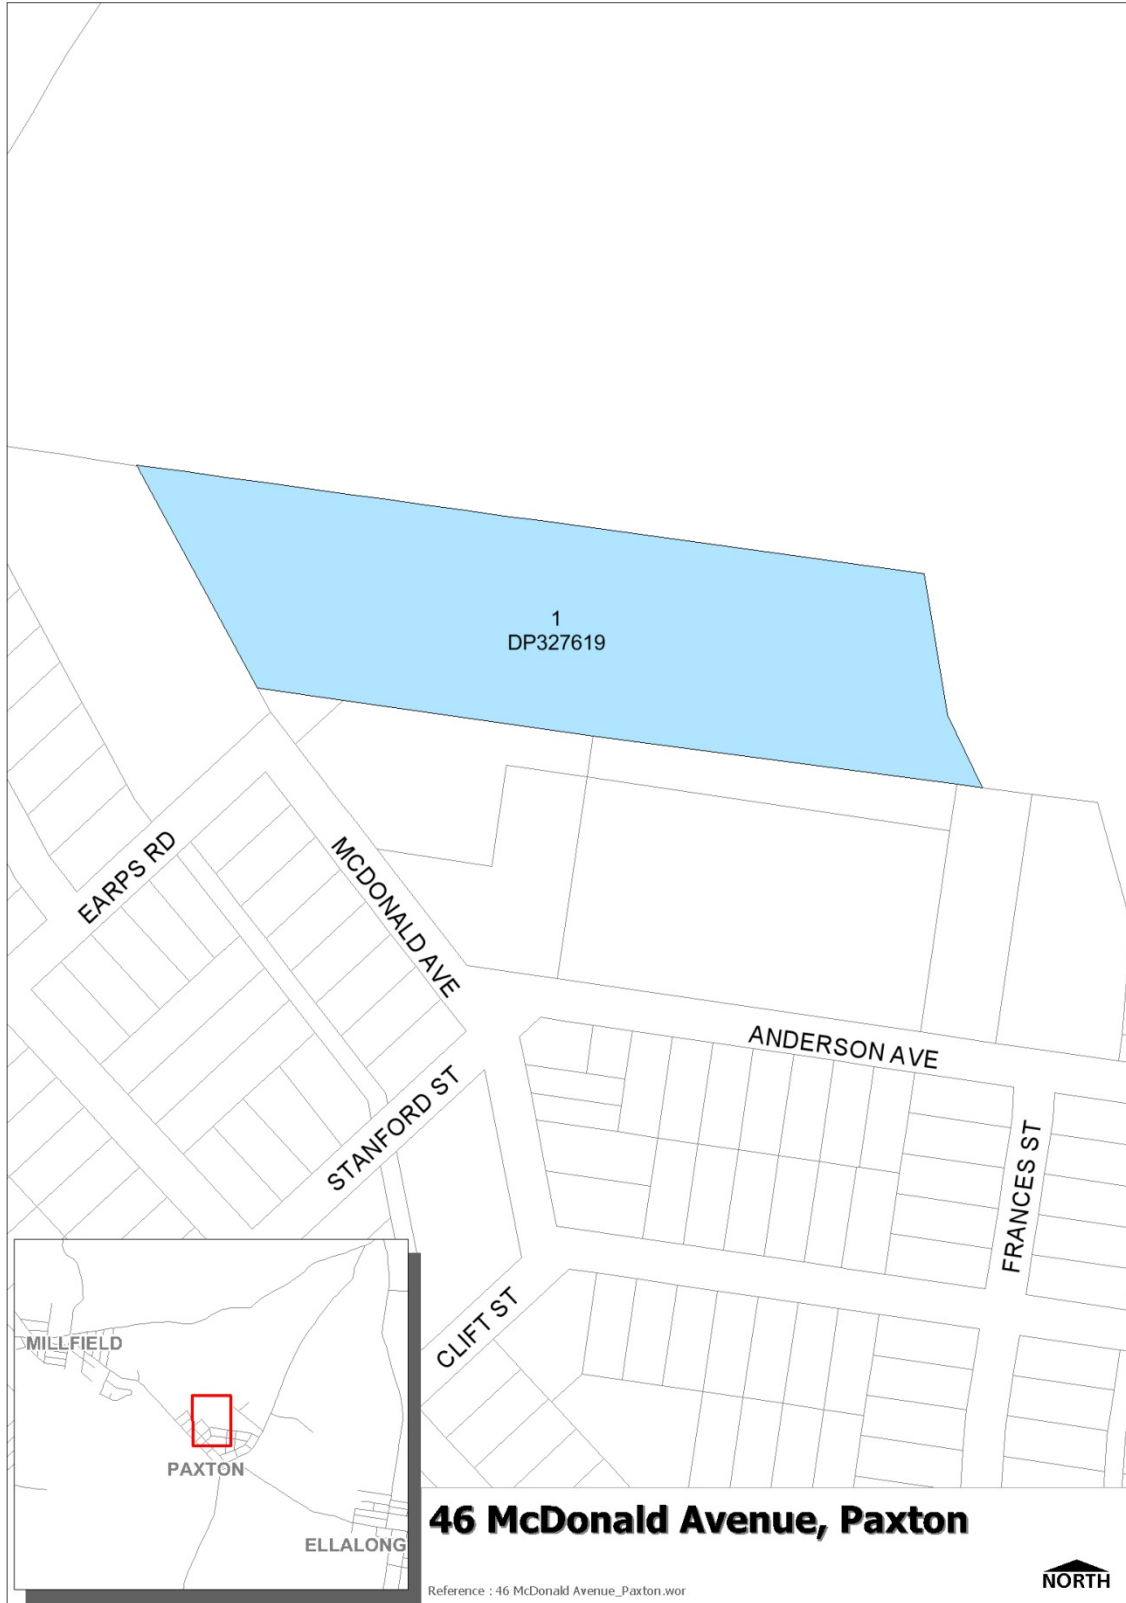 1
DP327619
EARPS RD
MCDONALD AVE
ANDERSON AVE
STANFORD ST
FRANCES ST
CLIFT ST
MILLFIELD
PAXTON
ELLALONG
46 McDonald Avenue, Paxton
Reference : 46 McDonald Avenue_Paxton.wor
NORTH